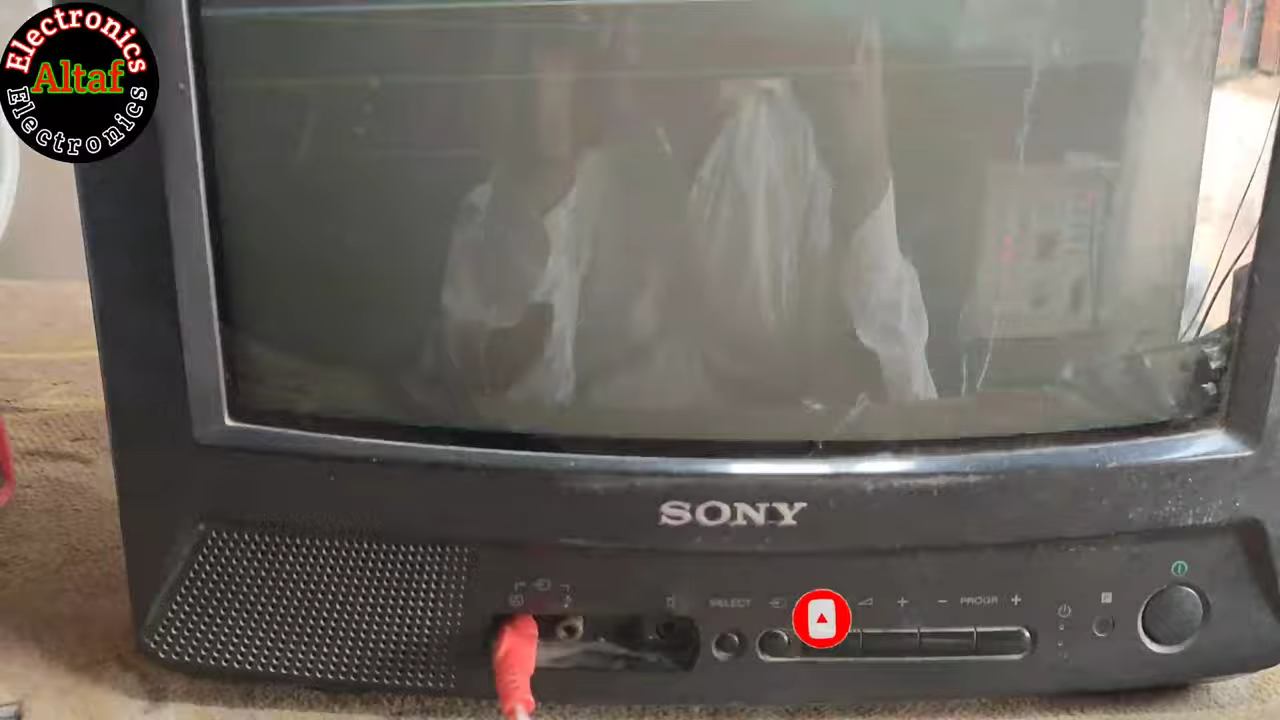 Electronics
Altaf
Electronics
SONY
SELECT
- PROGR +